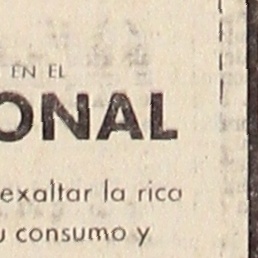 EN EL
ONAL
exaltar la rica
u consumo y